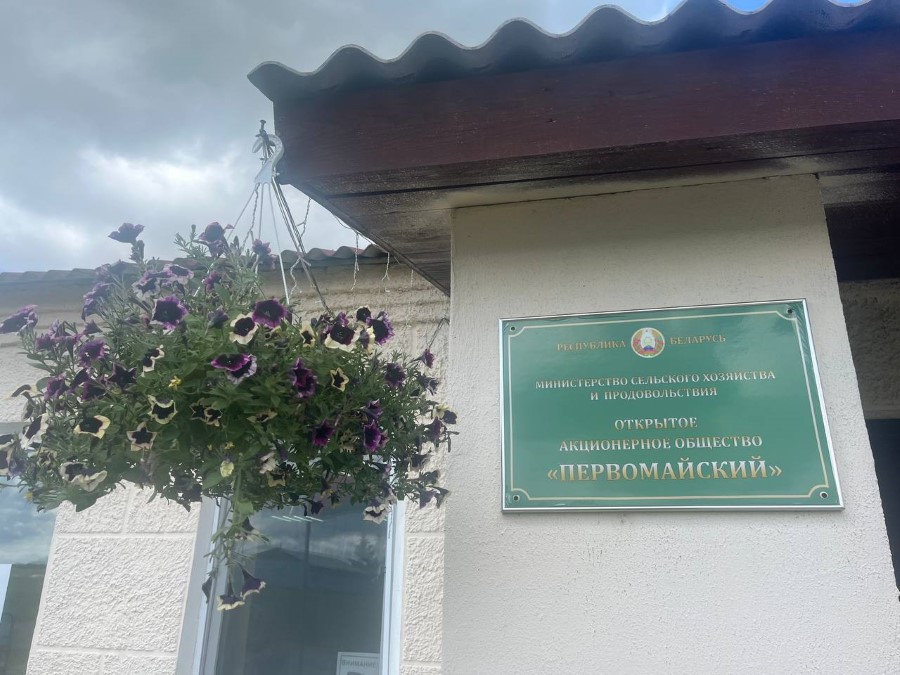 РЕСПУБЛИКА БЕЛАРУСЬ
МИНИСТЕРСТВО СЕЛЬСКОГО ХОЗЯЙСТВА
И ПРОДОВОЛЬСТВИЯ
ОТКРЫТОЕ
АКЦИОНЕРНОЕ ОБЩЕСТВО
«ПЕРВОМАЙСКИЙ»